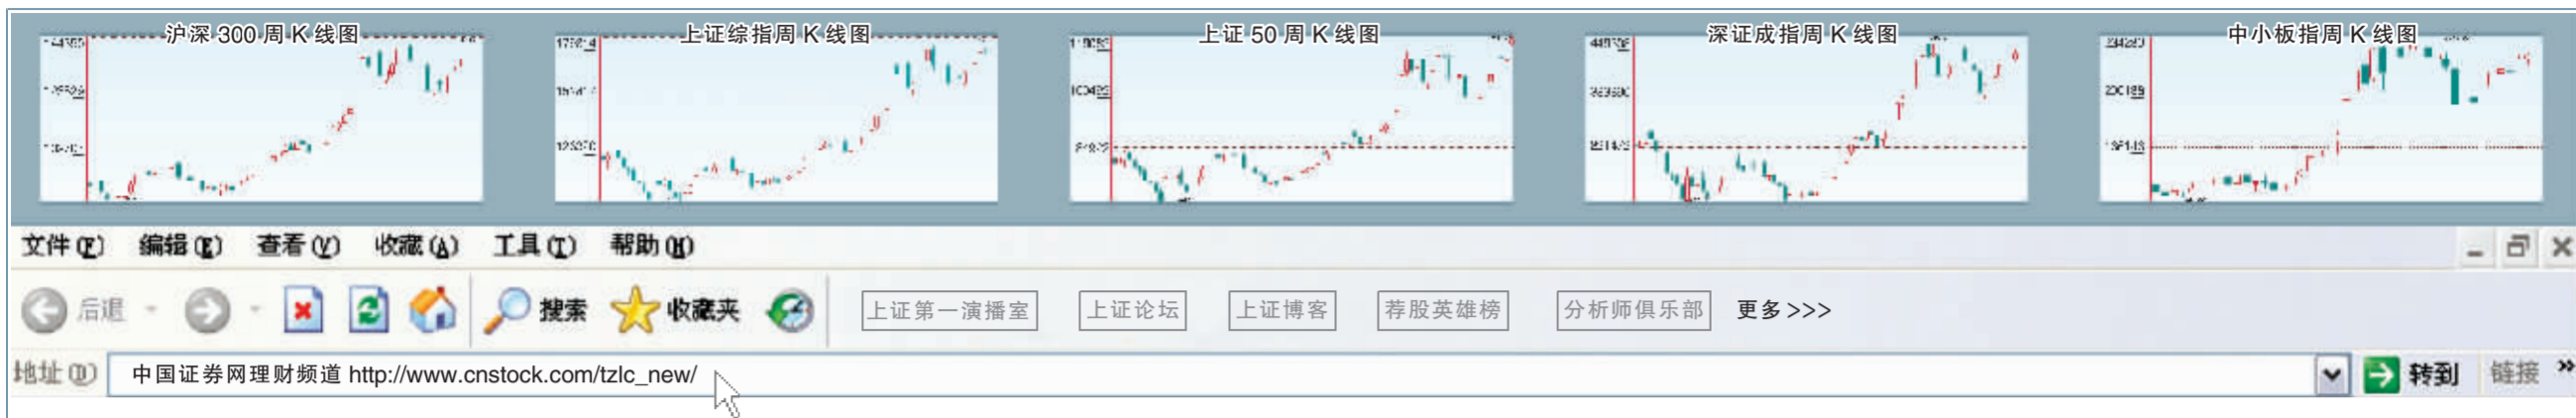 沪深 300 周 K 线图
上证综指周 K 线图
上证 50 周 K 线图
深证成指周 K 线图
中小板指周 K 线图
文件(F) 编辑(E) 查看(V) 收藏(A) 工具(T) 帮助(H)
后退 搜索 收藏夹 上证第一演播室 上证论坛 上证博客 荐股英雄榜 分析师俱乐部 更多>>>
地址(D) 中国证券网理财频道 http://www.cnstock.com/tzlc_new/ 转到 链接 »